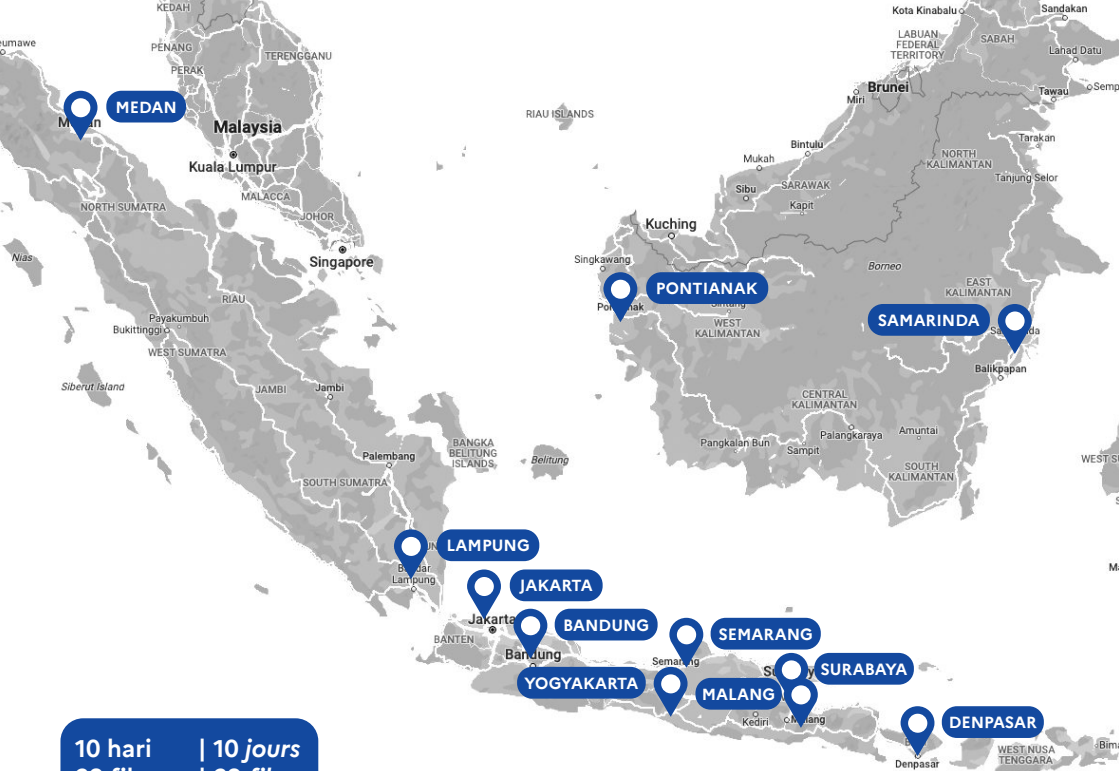 KEDAH
Kota Kinabalu
Sandakan
LABUAN
FEDERAL
TERRITORY
SABAH
PENANG
TERENGGANU
Lahad Datu
PERAK
Brunei
Tawau
Miri
MEDAN
RIAU ISLANDS
Malaysia
Tarakan
Bintulu
Kuala Lumpur
Mukah
NORTH
KALIMANTAN
Tanjung Selor
Sibu
SARAWAK
MALACCA
Kapit
NORTH SUMATRA
JOHOR
Kuching
Nias
Singapore
Singkawang
Borneo
PONTIANAK
EAST
KALIMANTAN
RIAU
Payakumbuh
SAMARINDA
Bukittinggi
WEST
KALIMANTAN
WEST SUMATRA
Balikpapan
Siberut Island
JAMBI
Jambi
CENTRAL
KALIMANTAN
Amuntai
Palangkaraya
BANGKA
BELITUNG
ISLANDS
Pangkalan Bun
Sampit
Palembang
Belitung
SOUTH
KALIMANTAN
SOUTH SUMATRA
LAMPUNG
Lampung
JAKARTA
Jakarta
BANDUNG
SEMARANG
BANTEN
Bandung
SURABAYA
YOGYAKARTA
MALANG
Kediri
DENPASAR
WEST NUSA
TENGGARA
Denpasar
10 hari | 10 jours